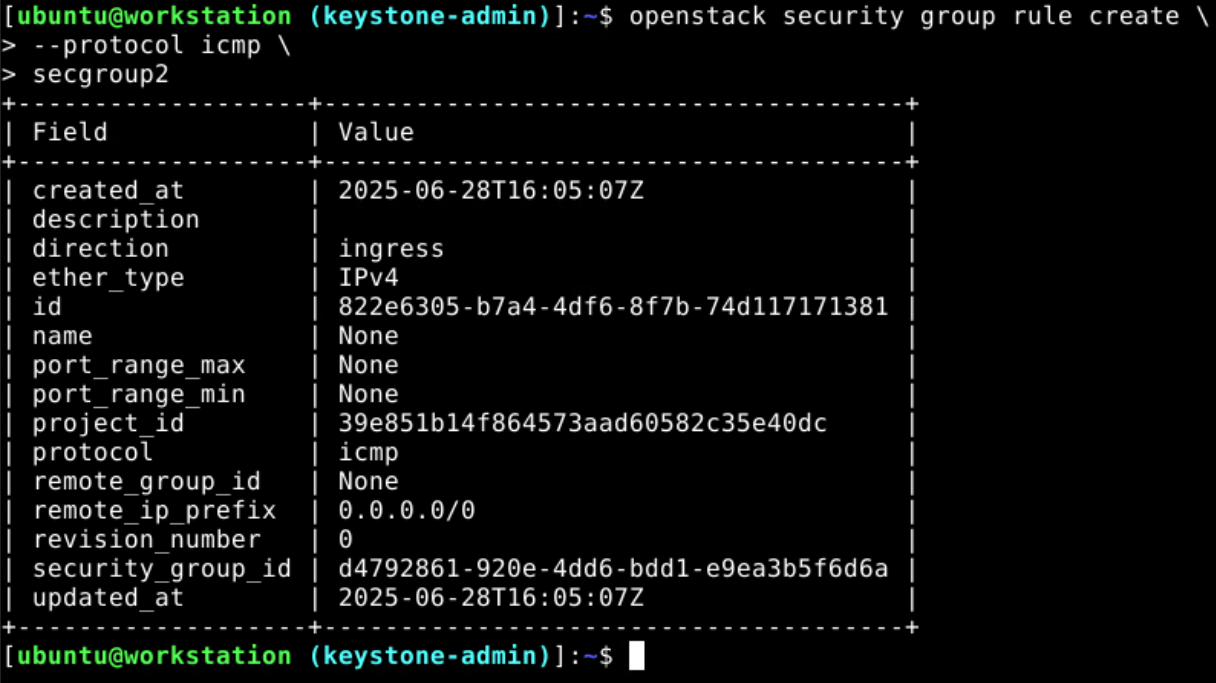 [ubuntu@workstation (keystone-admin)]:~$ openstack security group rule create \
> --protocol icmp \
> secgroup2
+-------------------+--------------------------------------+
| Field             | Value                                |
+-------------------+--------------------------------------+
| created_at        | 2025-06-28T16:05:07Z                 |
| description       |                                      |
| direction         | ingress                              |
| ether_type        | IPv4                                 |
| id                | 822e6305-b7a4-4df6-8f7b-74d117171381 |
| name              | None                                 |
| port_range_max    | None                                 |
| port_range_min    | None                                 |
| project_id        | 39e851b14f864573aad60582c35e40dc     |
| protocol          | icmp                                 |
| remote_group_id   | None                                 |
| remote_ip_prefix  | 0.0.0.0/0                            |
| revision_number   | 0                                    |
| security_group_id | d4792861-920e-4dd6-bdd1-e9ea3b5f6d6a |
| updated_at        | 2025-06-28T16:05:07Z                 |
+-------------------+--------------------------------------+
[ubuntu@workstation (keystone-admin)]:~$